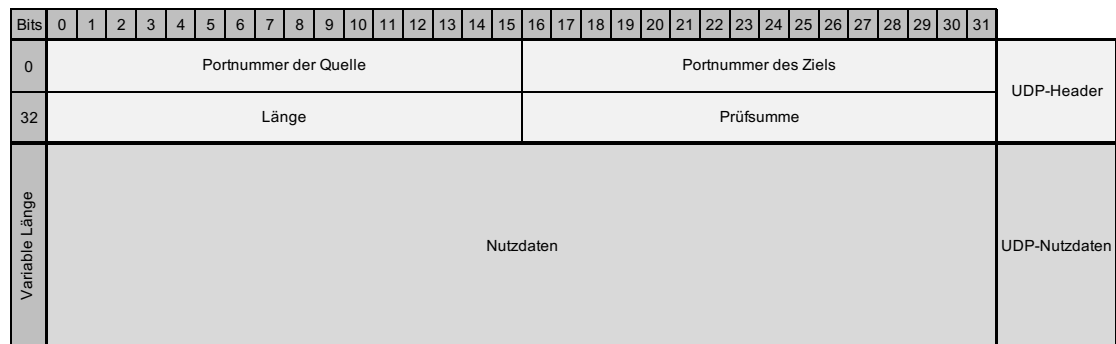 Bits 0 1 2 3 4 5 6 7 8 9 10 11 12 13 14 15 16 17 18 19 20 21 22 23 24 25 26 27 28 29 30 31
0 Portnummer der Quelle Portnummer des Ziels
UDP-Header
32 Länge Prüfsumme
Variable Länge Nutzdaten UDP-Nutzdaten